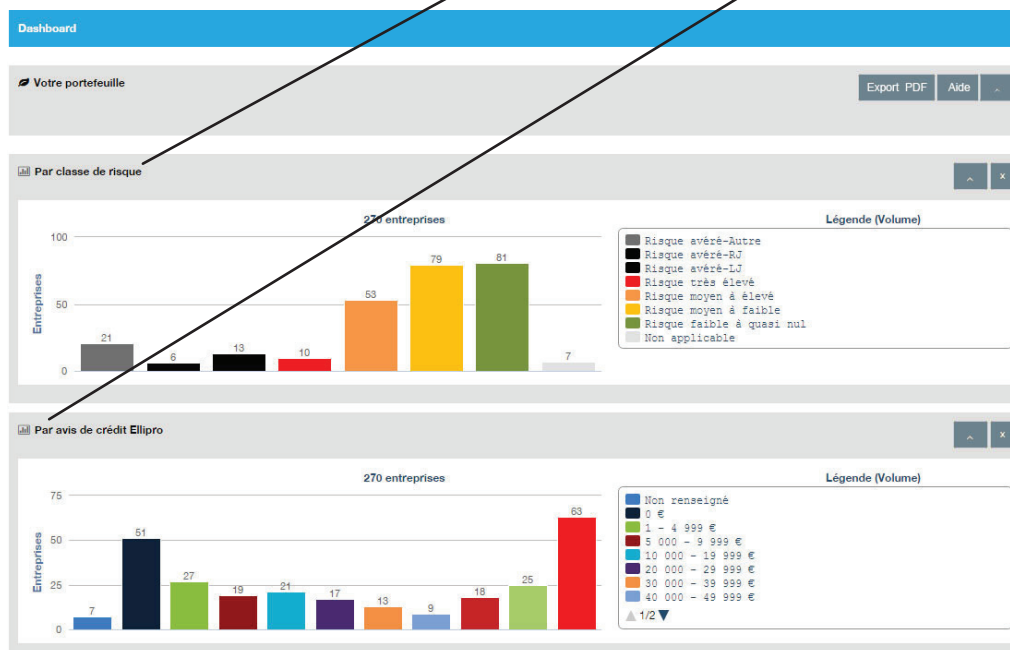 Dashboard
Votre portefeuille
Export PDF
Aide
Par classe de risque
x
270 entreprises
Légende (Volume)
Entreprises
100
50
0
21
6
13
10
53
79
81
7
Risque avéré-Autre
Risque avéré-RJ
Risque avéré-LJ
Risque très élevé
Risque moyen à élevé
Risque moyen à faible
Risque faible à quasi nul
Non applicable
Par avis de crédit Ellipro
x
270 entreprises
Légende (Volume)
Entreprises
75
50
25
0
7
51
27
19
21
17
13
9
18
25
63
Non renseigné
0 €
1 - 4 999 €
5 000 - 9 999 €
10 000 - 19 999 €
20 000 - 29 999 €
30 000 - 39 999 €
40 000 - 49 999 €
1/2